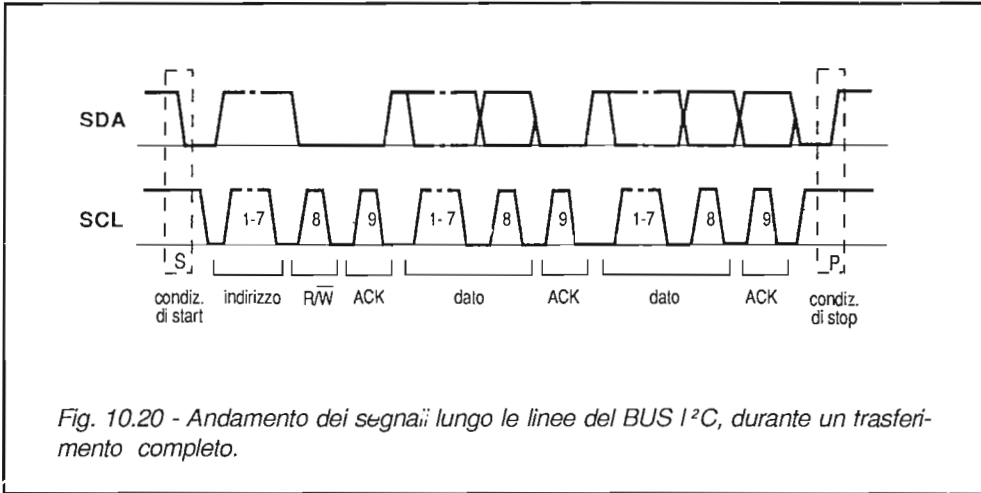 SDA
SCL
1-7 8 9 1-7 8 9 1-7 8 9
S P
condiz. di start indirizzo R/W̅ ACK dato ACK dato ACK condiz. di stop
Fig. 10.20 - Andamento dei segnali lungo le linee del BUS I²C, durante un trasferi-
mento completo.